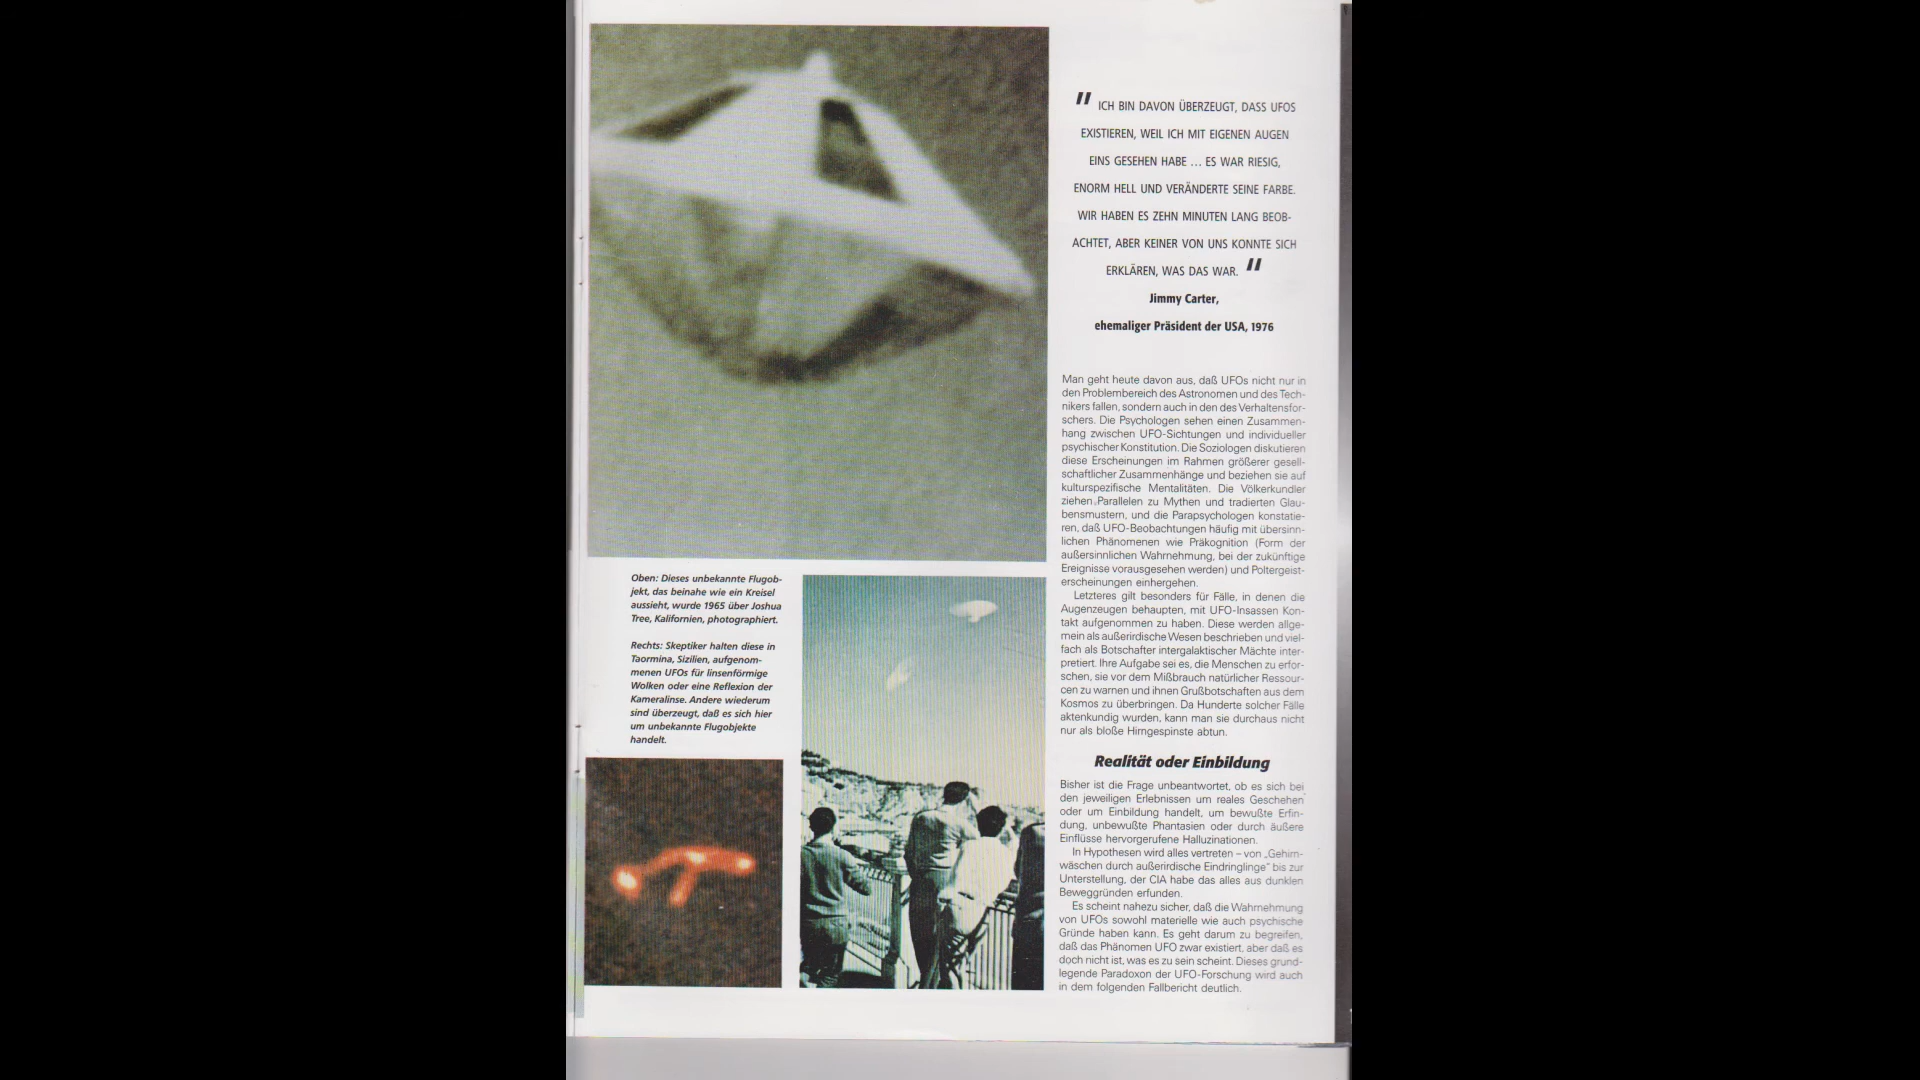 " ICH BIN DAVON ÜBERZEUGT, DASS UFOS
EXISTIEREN, WEIL ICH MIT EIGENEN AUGEN
EINS GESEHEN HABE ... ES WAR RIESIG,
ENORM HELL UND VERÄNDERTE SEINE FARBE.
WIR HABEN ES ZEHN MINUTEN LANG BEOB-
ACHTET, ABER KEINER VON UNS KONNTE SICH
ERKLÄREN, WAS DAS WAR. "
Jimmy Carter,
ehemaliger Präsident der USA, 1976
Man geht heute davon aus, daß UFOs nicht nur in
den Problembereich des Astronomen und des Tech-
nikers fallen, sondern auch in den des Verhaltensfor-
schers. Die Psychologen sehen einen Zusammen-
hang zwischen UFO-Sichtungen und individueller
psychischer Konstitution. Die Soziologen diskutieren
diese Erscheinungen im Rahmen größerer gesell-
schaftlicher Zusammenhänge und beziehen sie auf
kulturspezifische Mentalitäten. Die Völkerkundler
ziehen Parallelen zu Mythen und tradierten Glau-
bensmustern, und die Parapsychologen konstatie-
ren, daß UFO-Beobachtungen häufig mit übersinn-
lichen Phänomenen wie Präkognition (Form der
außersinnlichen Wahrnehmung, bei der zukünftige
Ereignisse vorausgesehen werden) und Poltergeist-
erscheinungen einhergehen.
Letzteres gilt besonders für Fälle, in denen die
Augenzeugen behaupten, mit UFO-Insassen Kon-
takt aufgenommen zu haben. Diese werden allge-
mein als außerirdische Wesen beschrieben und viel-
fach als Botschafter intergalaktischer Mächte inter-
pretiert. Ihre Aufgabe sei es, die Menschen zu erfor-
schen, sie vor dem Mißbrauch natürlicher Ressour-
cen zu warnen und ihnen Grußbotschaften aus dem
Kosmos zu überbringen. Da Hunderte solcher Fälle
aktenkundig wurden, kann man sie durchaus nicht
nur als bloße Hirngespinste abtun.
Realität oder Einbildung
Bisher ist die Frage unbeantwortet, ob es sich bei
den jeweiligen Erlebnissen um reales Geschehen
oder um Einbildung handelt, um bewußte Erfin-
dung, unbewußte Phantasien oder durch äußere
Einflüsse hervorgerufene Halluzinationen.
In Hypothesen wird alles vertreten – von „Gehirn-
wäschen durch außerirdische Eindringlinge" bis zur
Unterstellung, der CIA habe das alles aus dunklen
Beweggründen erfunden.
Es scheint nahezu sicher, daß die Wahrnehmung
von UFOs sowohl materielle wie auch psychische
Gründe haben kann. Es geht darum zu begreifen,
daß das Phänomen UFO zwar existiert, aber daß es
doch nicht ist, was es zu sein scheint. Dieses grund-
legende Paradoxon der UFO-Forschung wird auch
in dem folgenden Fallbericht deutlich.
Oben: Dieses unbekannte Flugob-
jekt, das beinahe wie ein Kreisel
aussieht, wurde 1965 über Joshua
Tree, Kalifornien, photographiert.
Rechts: Skeptiker halten diese in
Taormina, Sizilien, aufgenom-
menen UFOs für linsenförmige
Wolken oder eine Reflexion der
Kameralinse. Andere wiederum
sind überzeugt, daß es sich hier
um unbekannte Flugobjekte
handelt.